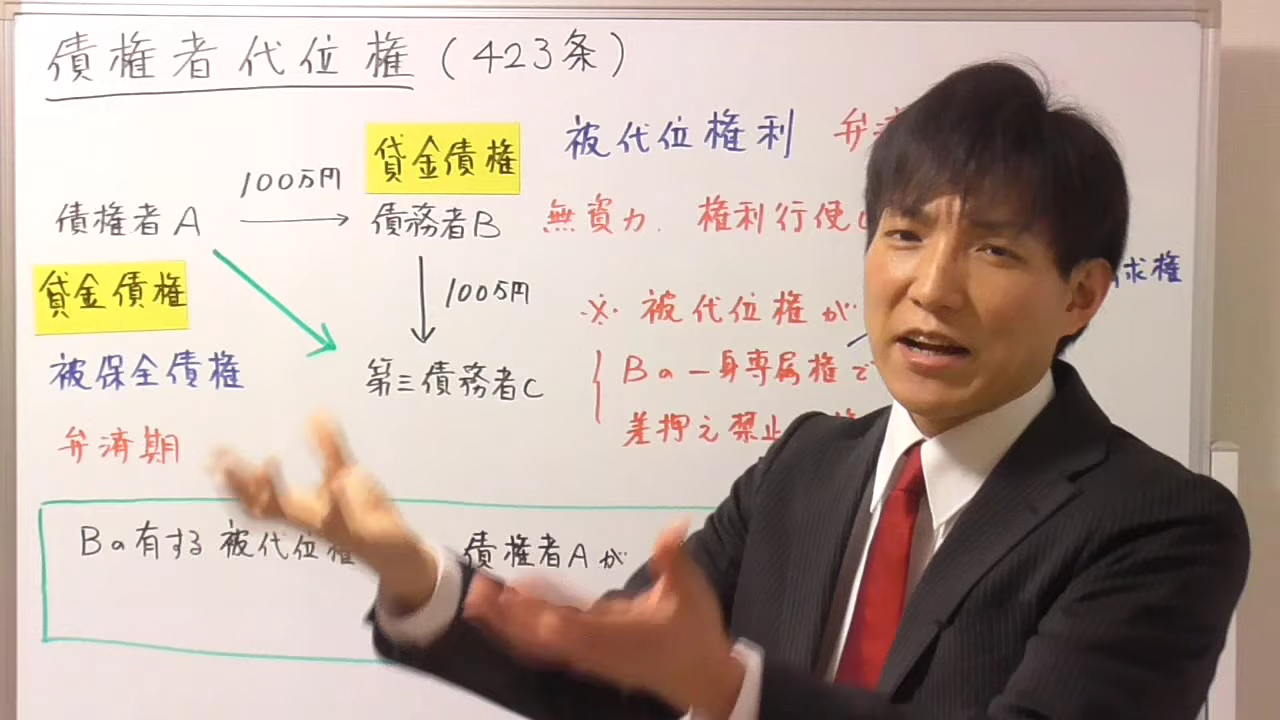 債権者代位権(423条)
被代位権利 弁済
100万円
貸金債権
債権者A
債務者B
無資力. 権利行使
貸金債権
100万円
求権
※ 被代位権が
被保全債権
第三債務者C
Bの一身専属権で
差押え禁止
弁済期
Bの有する被代位権
債権者Aが